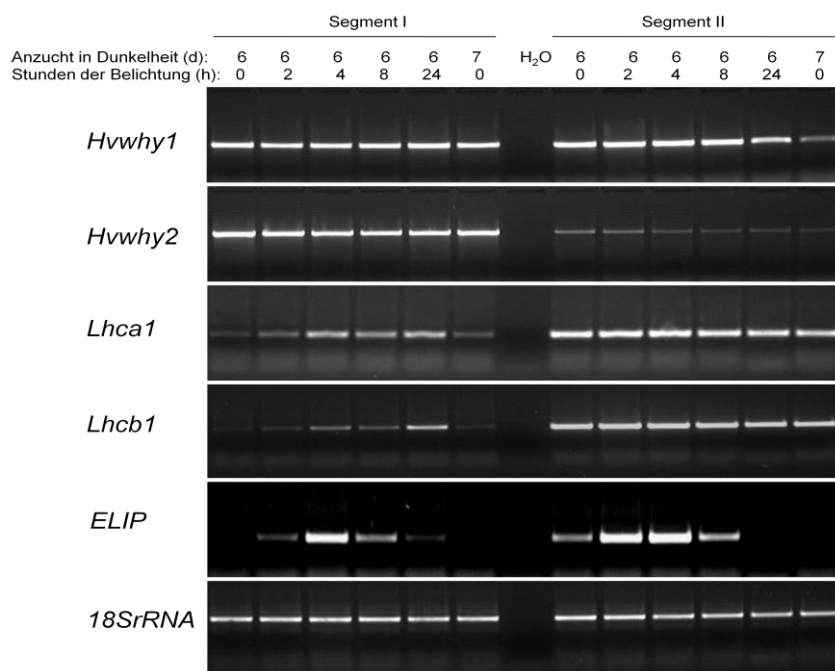 Segment I Segment II
Anzucht in Dunkelheit (d): 6 6 6 6 6 7 H₂O 6 6 6 6 6 7
Stunden der Belichtung (h): 0 2 4 8 24 0 0 2 4 8 24 0
Hvwhy1
Hvwhy2
Lhca1
Lhcb1
ELIP
18SrRNA